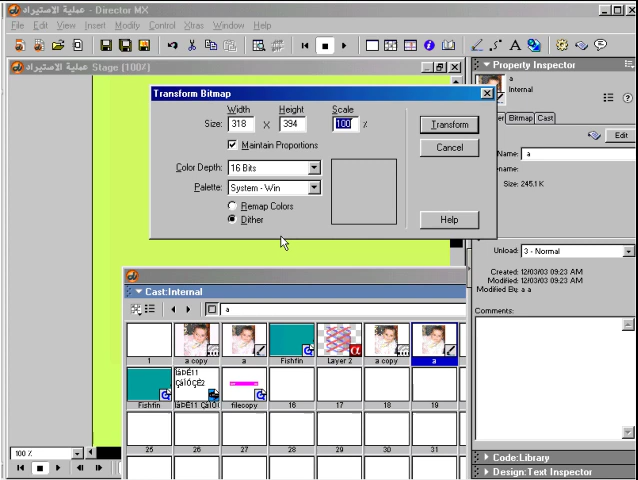 عملية الاستيراد - Director MX
File Edit View Insert Modify Control Xtras Window Help
عملية الاستيراد Stage (100%)
Property Inspector
a
Internal
Transform Bitmap
Width Height Scale
Size: 318 X 394 100 %
Transform
Maintain Proportions
Cancel
Color Depth: 16 Bits
Palette: System - Win
Remap Colors
Dither
Help
er Bitmap Cast
Edit
Name: a
ename:
Size: 245.1 K
Unload: 3 - Normal
Created: 12/03/03 09:23 AM
Modified: 12/03/03 09:23 AM
Modified By: a a
Comments:
Cast:Internal
a
1 a copy a Fishfin Layer 2 a copy a
Fishfin filecopy 16 17 18 19
25 26 27 28 29 30 31
100 %
Code:Library
Design:Text Inspector